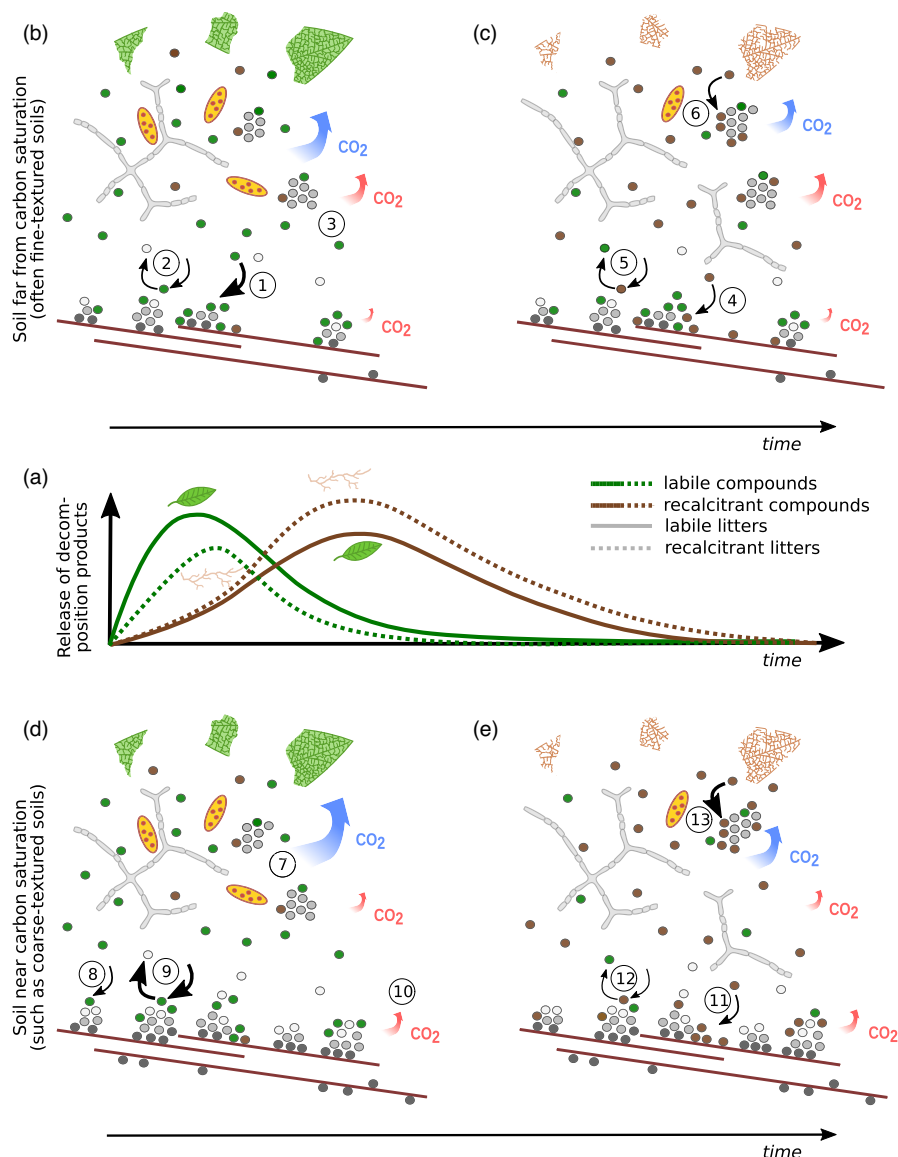 (b)
(c)
Soil far from carbon saturation
(often fine-textured soils)
6
CO2
CO2
CO2
CO2
3
2
1
5
4
CO2
CO2
time
(a)
Release of decom-
position products
labile compounds
recalcitrant compounds
labile litters
recalcitrant litters
time
(d)
(e)
Soil near carbon saturation
(such as coarse-textured soils)
13
7
CO2
CO2
CO2
CO2
8
9
10
12
11
CO2
CO2
time